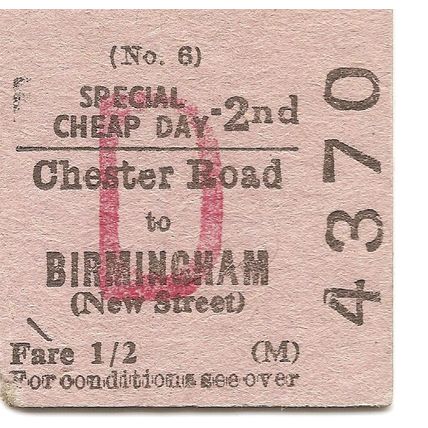 (No. 6)
SPECIAL
CHEAP DAY -2nd
Chester Road
to
BIRMINGHAM
(New Street)
Fare 1/2 (M)
For conditions see over
4370
D